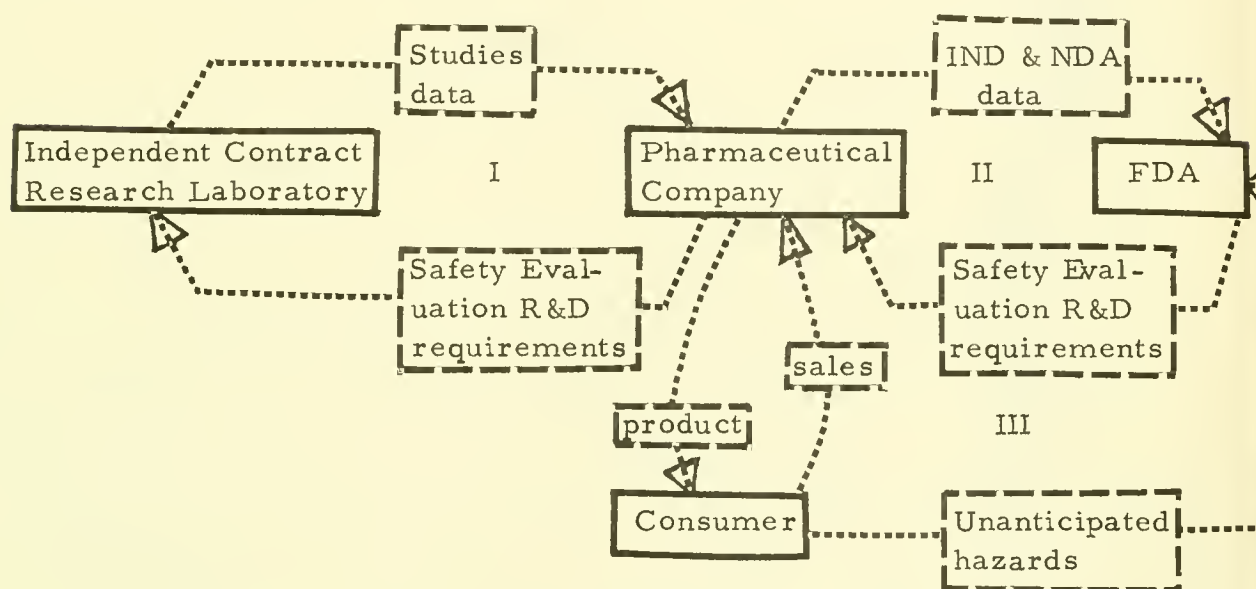 Studies
data
IND & NDA
data
Independent Contract
Research Laboratory
I
Pharmaceutical
Company
II
FDA
Safety Eval-
uation R&D
requirements
Safety Eval-
uation R&D
requirements
sales
product
III
Consumer
Unanticipated
hazards